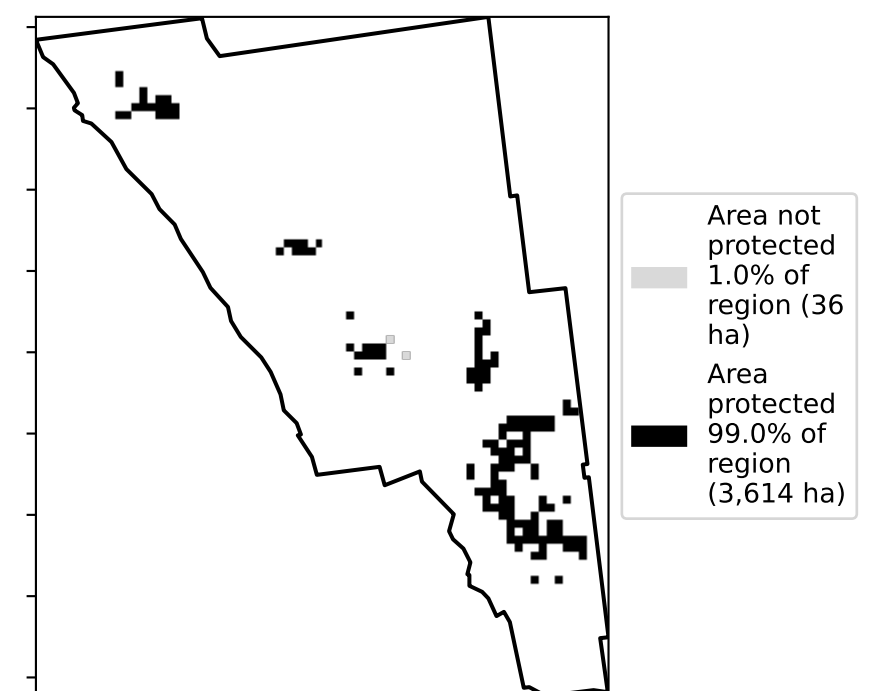 Area not
protected
1.0% of
region (36
ha)
Area
protected
99.0% of
region
(3,614 ha)